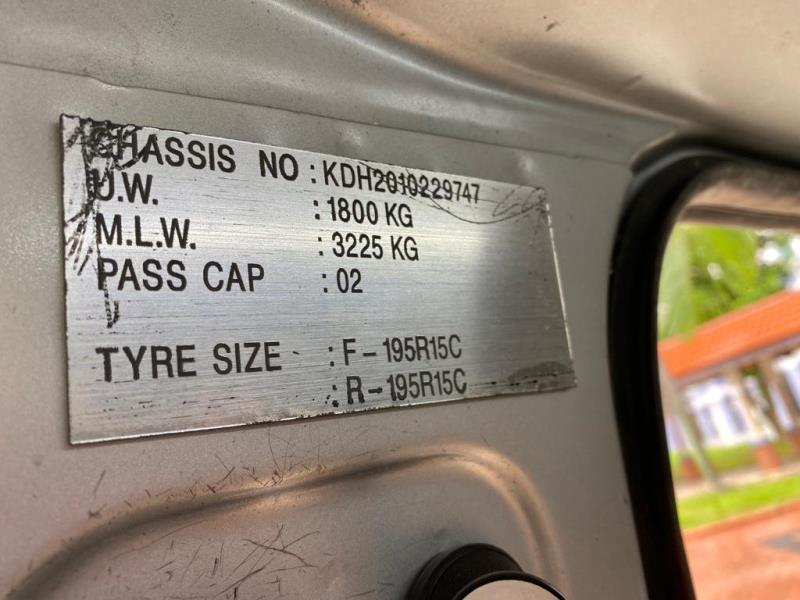 CHASSIS NO : KDH2010229747
U.W. : 1800 KG
M.L.W. : 3225 KG
PASS CAP : 02
TYRE SIZE : F-195R15C
: R-195R15C